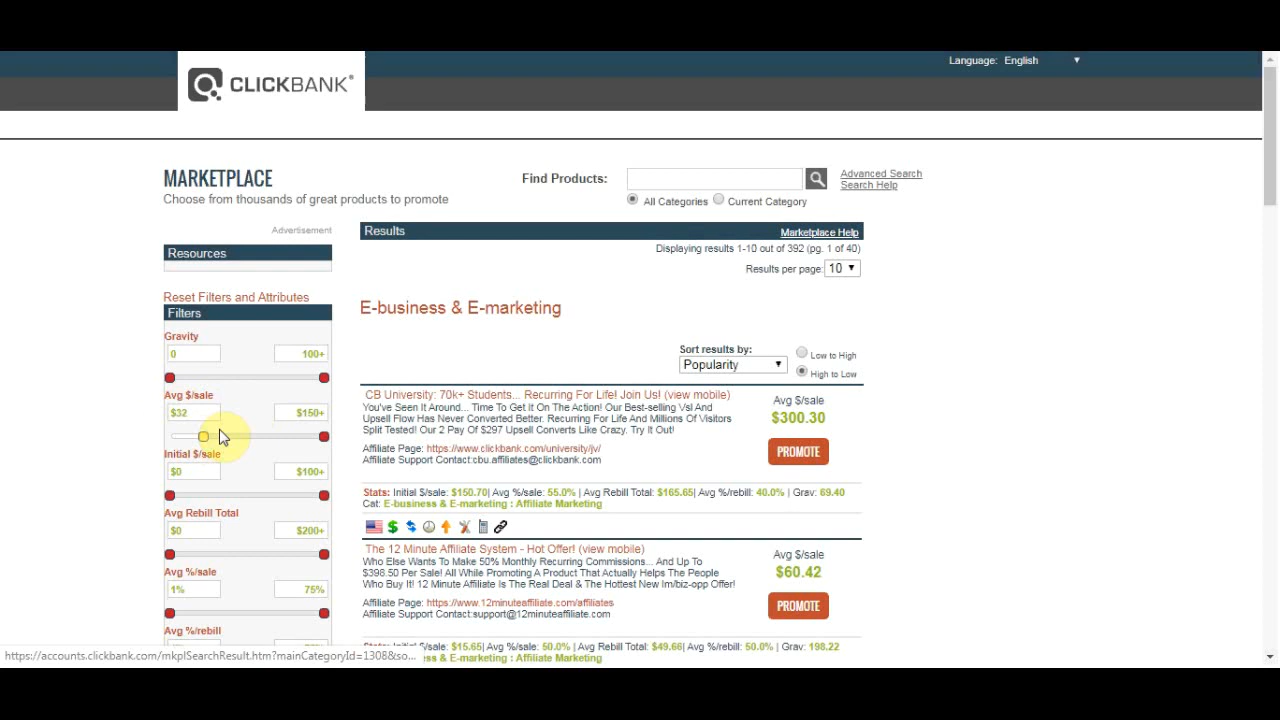 Language: English
CLICKBANK®
MARKETPLACE
Choose from thousands of great products to promote
Find Products:
Advanced Search
Search Help
All Categories Current Category
Advertisement
Resources
Reset Filters and Attributes
Filters
Gravity
0 100+
Avg $/sale
$32 $150+
Initial $/sale
$0 $100+
Avg Rebill Total
$0 $200+
Avg %/sale
1% 75%
Avg %/rebill
Results Marketplace Help
Displaying results 1-10 out of 392 (pg. 1 of 40)
Results per page: 10
E-business & E-marketing
Sort results by:
Popularity
Low to High
High to Low
CB University: 70k+ Students... Recurring For Life! Join Us! (view mobile)
You've Seen It Around... Time To Get It On The Action! Our Best-selling Vsl And
Upsell Flow Has Never Converted Better. Recurring For Life And Millions Of Visitors
Split Tested! Our 2 Pay Of $297 Upsell Converts Like Crazy. Try It Out!
Affiliate Page: https://www.clickbank.com/university/jv/
Affiliate Support Contact:cbu.affiliates@clickbank.com
Avg $/sale
$300.30
PROMOTE
Stats: Initial $/sale: $150.70| Avg %/sale: 55.0% | Avg Rebill Total: $165.65| Avg %/rebill: 40.0% | Grav: 69.40
Cat: E-business & E-marketing : Affiliate Marketing
The 12 Minute Affiliate System - Hot Offer! (view mobile)
Who Else Wants To Make 50% Monthly Recurring Commissions... And Up To
$398.50 Per Sale! All While Promoting A Product That Actually Helps The People
Who Buy It! 12 Minute Affiliate Is The Real Deal & The Hottest New Im/biz-opp Offer!
Affiliate Page: https://www.12minuteaffiliate.com/affiliates
Affiliate Support Contact:support@12minuteaffiliate.com
Avg $/sale
$60.42
PROMOTE
$/sale: $15.65| Avg %/sale: 50.0% | Avg Rebill Total: $49.66| Avg %/rebill: 50.0% | Grav: 198.22
& E-marketing : Affiliate Marketing
https://accounts.clickbank.com/mkplSearchResult.htm?mainCategoryId=1308&so...